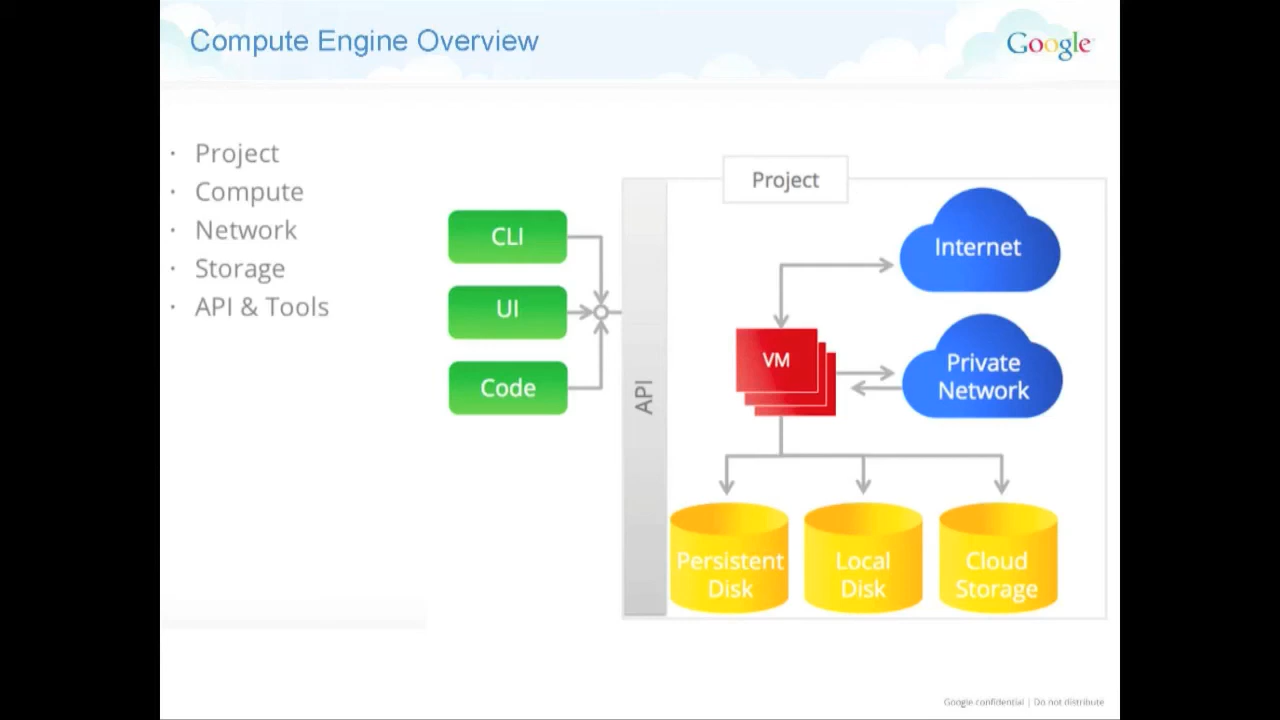 Compute Engine Overview
Google
· Project
· Compute
· Network
· Storage
· API & Tools
Project
CLI
UI
Code
API
Internet
VM
Private
Network
Persistent
Disk
Local
Disk
Cloud
Storage
Google confidential | Do not distribute